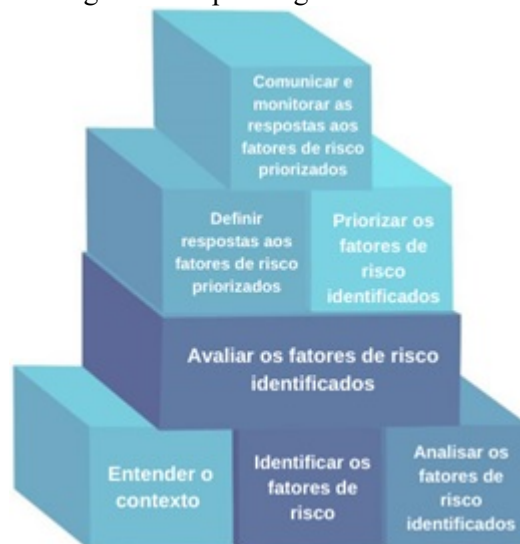 Comunicar e
monitorar as
respostas aos
fatores de risco
priorizados
Definir
respostas aos
fatores de risco
priorizados
Priorizar os
fatores de
risco
identificados
Avaliar os fatores de risco
identificados
Entender o
contexto
Identificar os
fatores de
risco
Analisar os
fatores de
risco
identificados